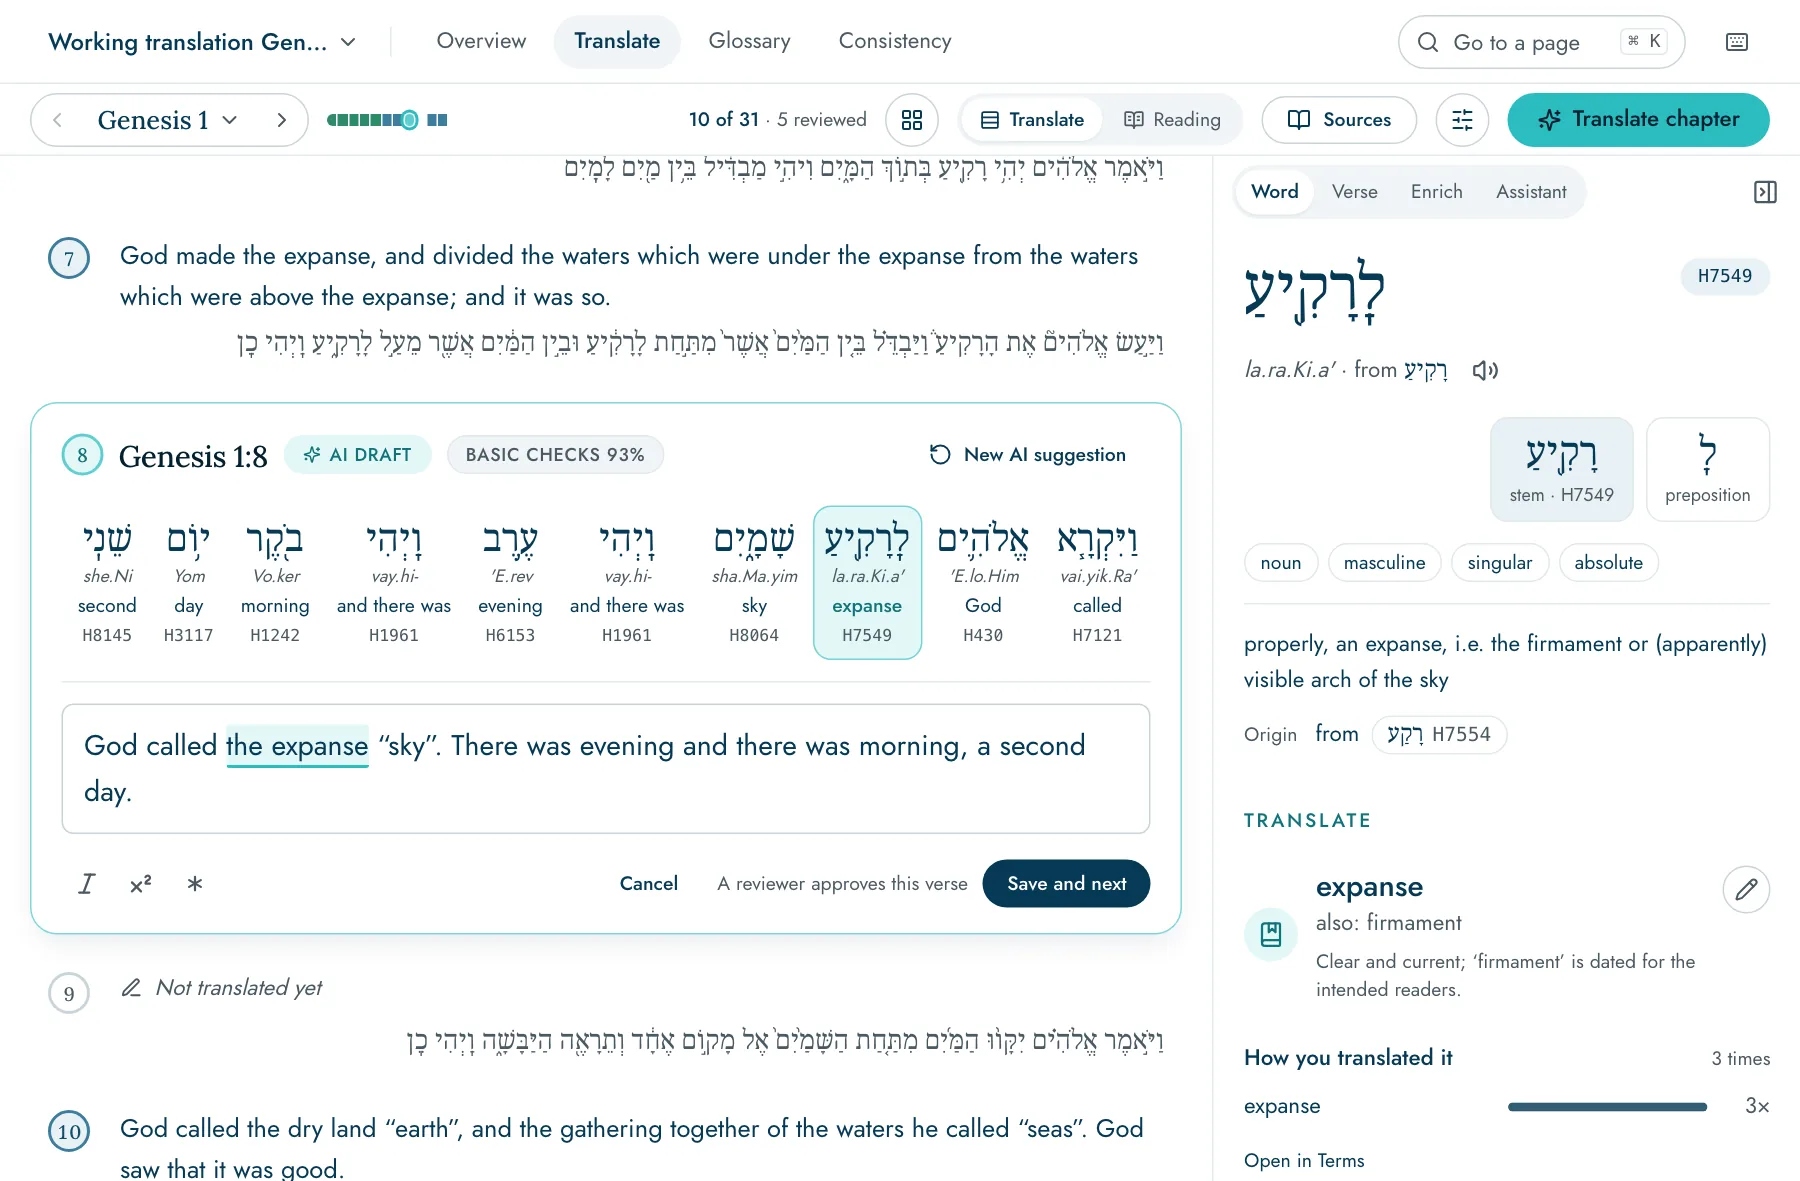 Working translation Gen...
Overview
Translate
Glossary
Consistency
Go to a page
⌘ K
Genesis 1
10 of 31 · 5 reviewed
Translate
Reading
Sources
Translate chapter
וַיֹּ֣אמֶר אֱלֹהִ֔ים יְהִ֥י רָקִ֖יעַ בְּת֣וֹךְ הַמָּ֑יִם וִיהִ֣י מַבְדִּ֔יל בֵּ֥ין מַ֖יִם לָמָֽיִם
7
God made the expanse, and divided the waters which were under the expanse from the waters
which were above the expanse; and it was so.
וַיַּ֣עַשׂ אֱלֹהִים֮ אֶת הָרָקִיעַ֒ וַיַּבְדֵּ֗ל בֵּ֤ין הַמַּ֙יִם֙ אֲשֶׁר֙ מִתַּ֣חַת לָרָקִ֔יעַ וּבֵ֣ין הַמַּ֔יִם אֲשֶׁ֖ר מֵעַ֣ל לָרָקִ֑יעַ וַֽיְהִי כֵֽן
8
Genesis 1:8
AI DRAFT
BASIC CHECKS 93%
New AI suggestion
וַיִּקְרָ֧א אֱלֹהִ֛ים לָֽרָקִ֖יעַ שָׁמָ֑יִם וַֽיְהִי עֶ֥רֶב וַֽיְהִי בֹ֖קֶר י֥וֹם שֵׁנִֽי
she.Ni Yom Vo.ker vay.hi- 'E.rev vay.hi- sha.Ma.yim la.ra.Ki.a' 'E.lo.Him vai.yik.Ra'
second day morning and there was evening and there was sky expanse God called
H8145 H3117 H1242 H1961 H6153 H1961 H8064 H7549 H430 H7121
God called the expanse “sky”. There was evening and there was morning, a second
day.
I x² *
Cancel
A reviewer approves this verse
Save and next
9
Not translated yet
וַיֹּ֣אמֶר אֱלֹהִ֗ים יִקָּו֨וּ הַמַּ֜יִם מִתַּ֤חַת הַשָּׁמַ֙יִם֙ אֶל מָק֣וֹם אֶחָ֔ד וְתֵרָאֶ֖ה הַיַּבָּשָׁ֑ה וַֽיְהִי כֵֽן
10
God called the dry land “earth”, and the gathering together of the waters he called “seas”. God
saw that it was good.
Word
Verse
Enrich
Assistant
לָֽרָקִ֖יעַ
H7549
la.ra.Ki.a' · from רָקִיעַ
לָֽ
preposition
רָקִ֖יעַ
stem · H7549
noun
masculine
singular
absolute
properly, an expanse, i.e. the firmament or (apparently)
visible arch of the sky
Origin from רָקַע H7554
TRANSLATE
expanse
also: firmament
Clear and current; ‘firmament’ is dated for the
intended readers.
How you translated it
3 times
expanse
3×
Open in Terms